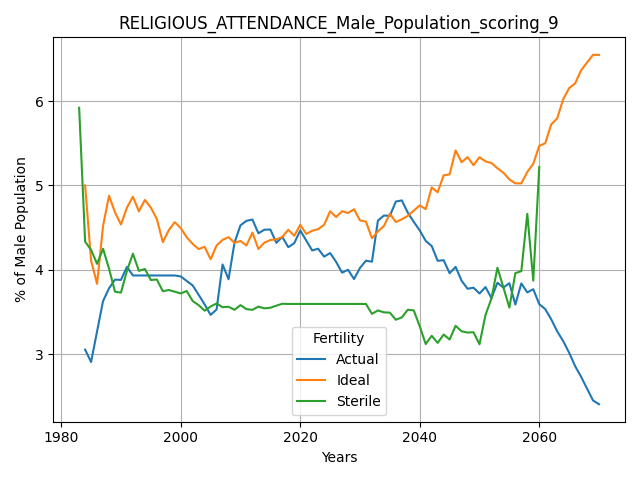 RELIGIOUS_ATTENDANCE_Male_Population_scoring_9
% of Male Population
6
5
4
3
Fertility
Actual
Ideal
Sterile
1980 2000 2020 2040 2060
Years